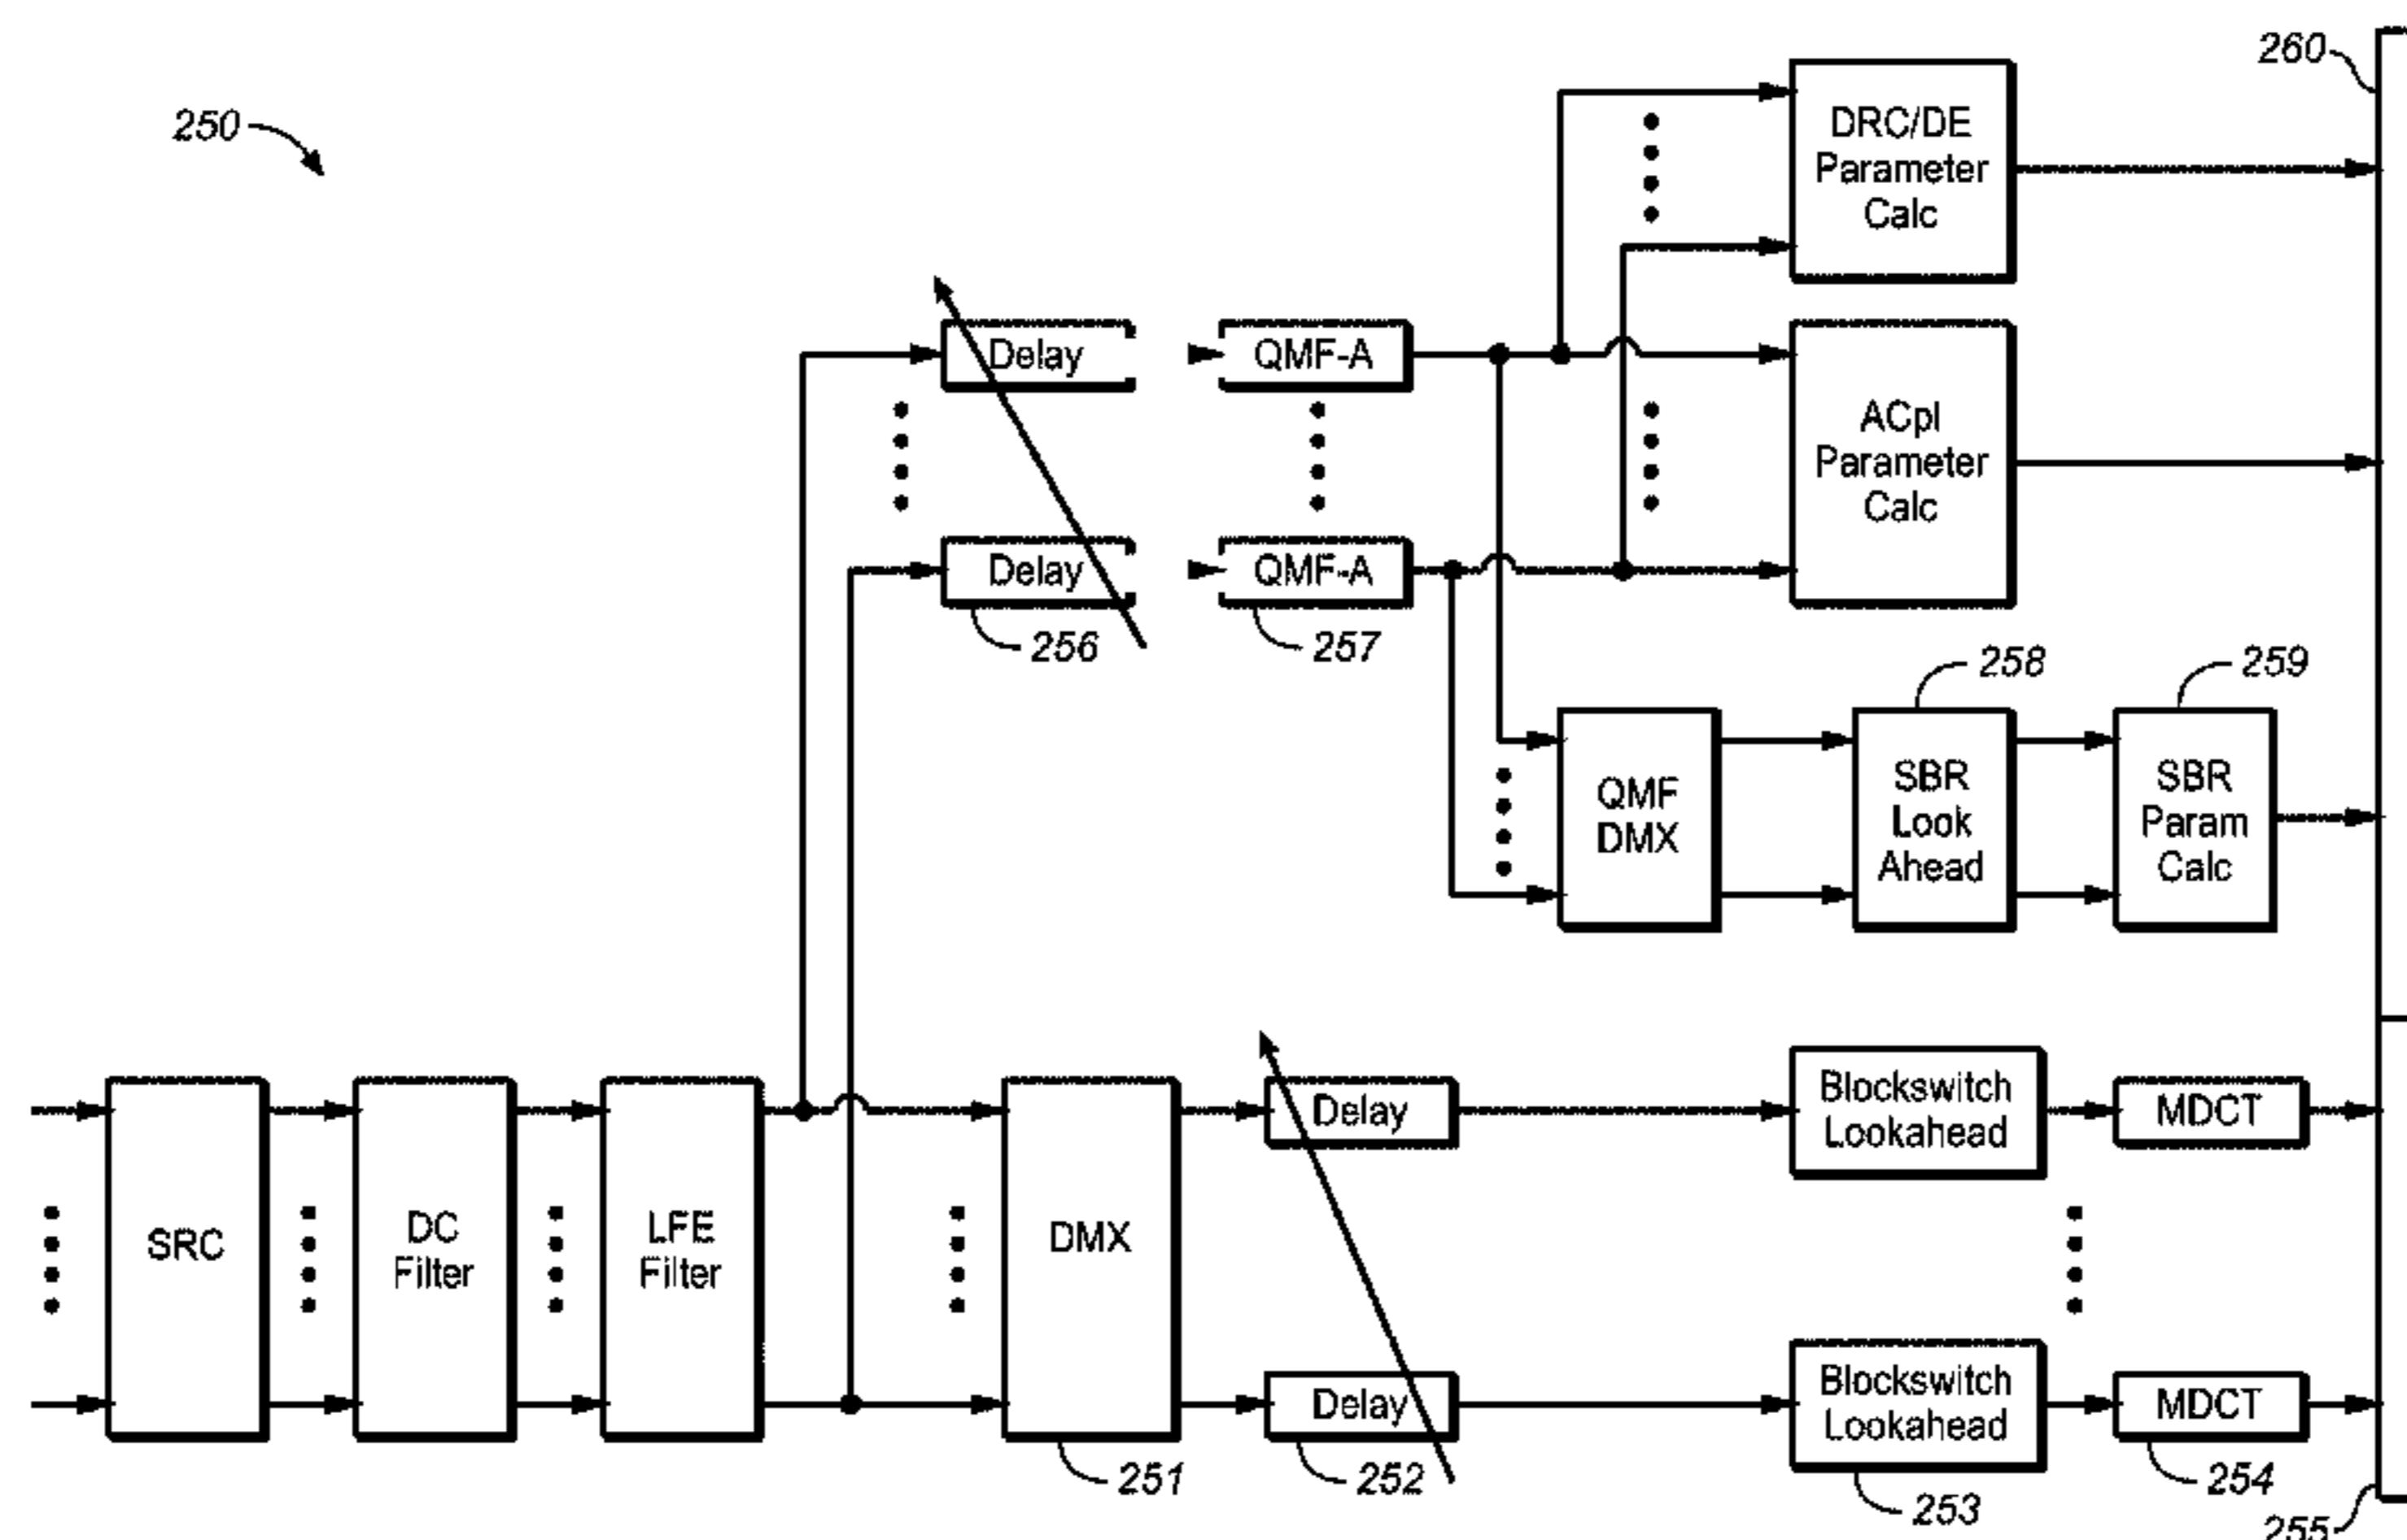 260
250
DRC/DE
Parameter
Calc
Delay
QMF-A
ACpl
Parameter
Calc
Delay
QMF-A
256
257
258
259
QMF
DMX
SBR
Look
Ahead
SBR
Param
Calc
SRC
DC
Filter
LFE
Filter
DMX
Delay
Blockswitch
Lookahead
MDCT
Delay
Blockswitch
Lookahead
MDCT
251
252
253
254
255